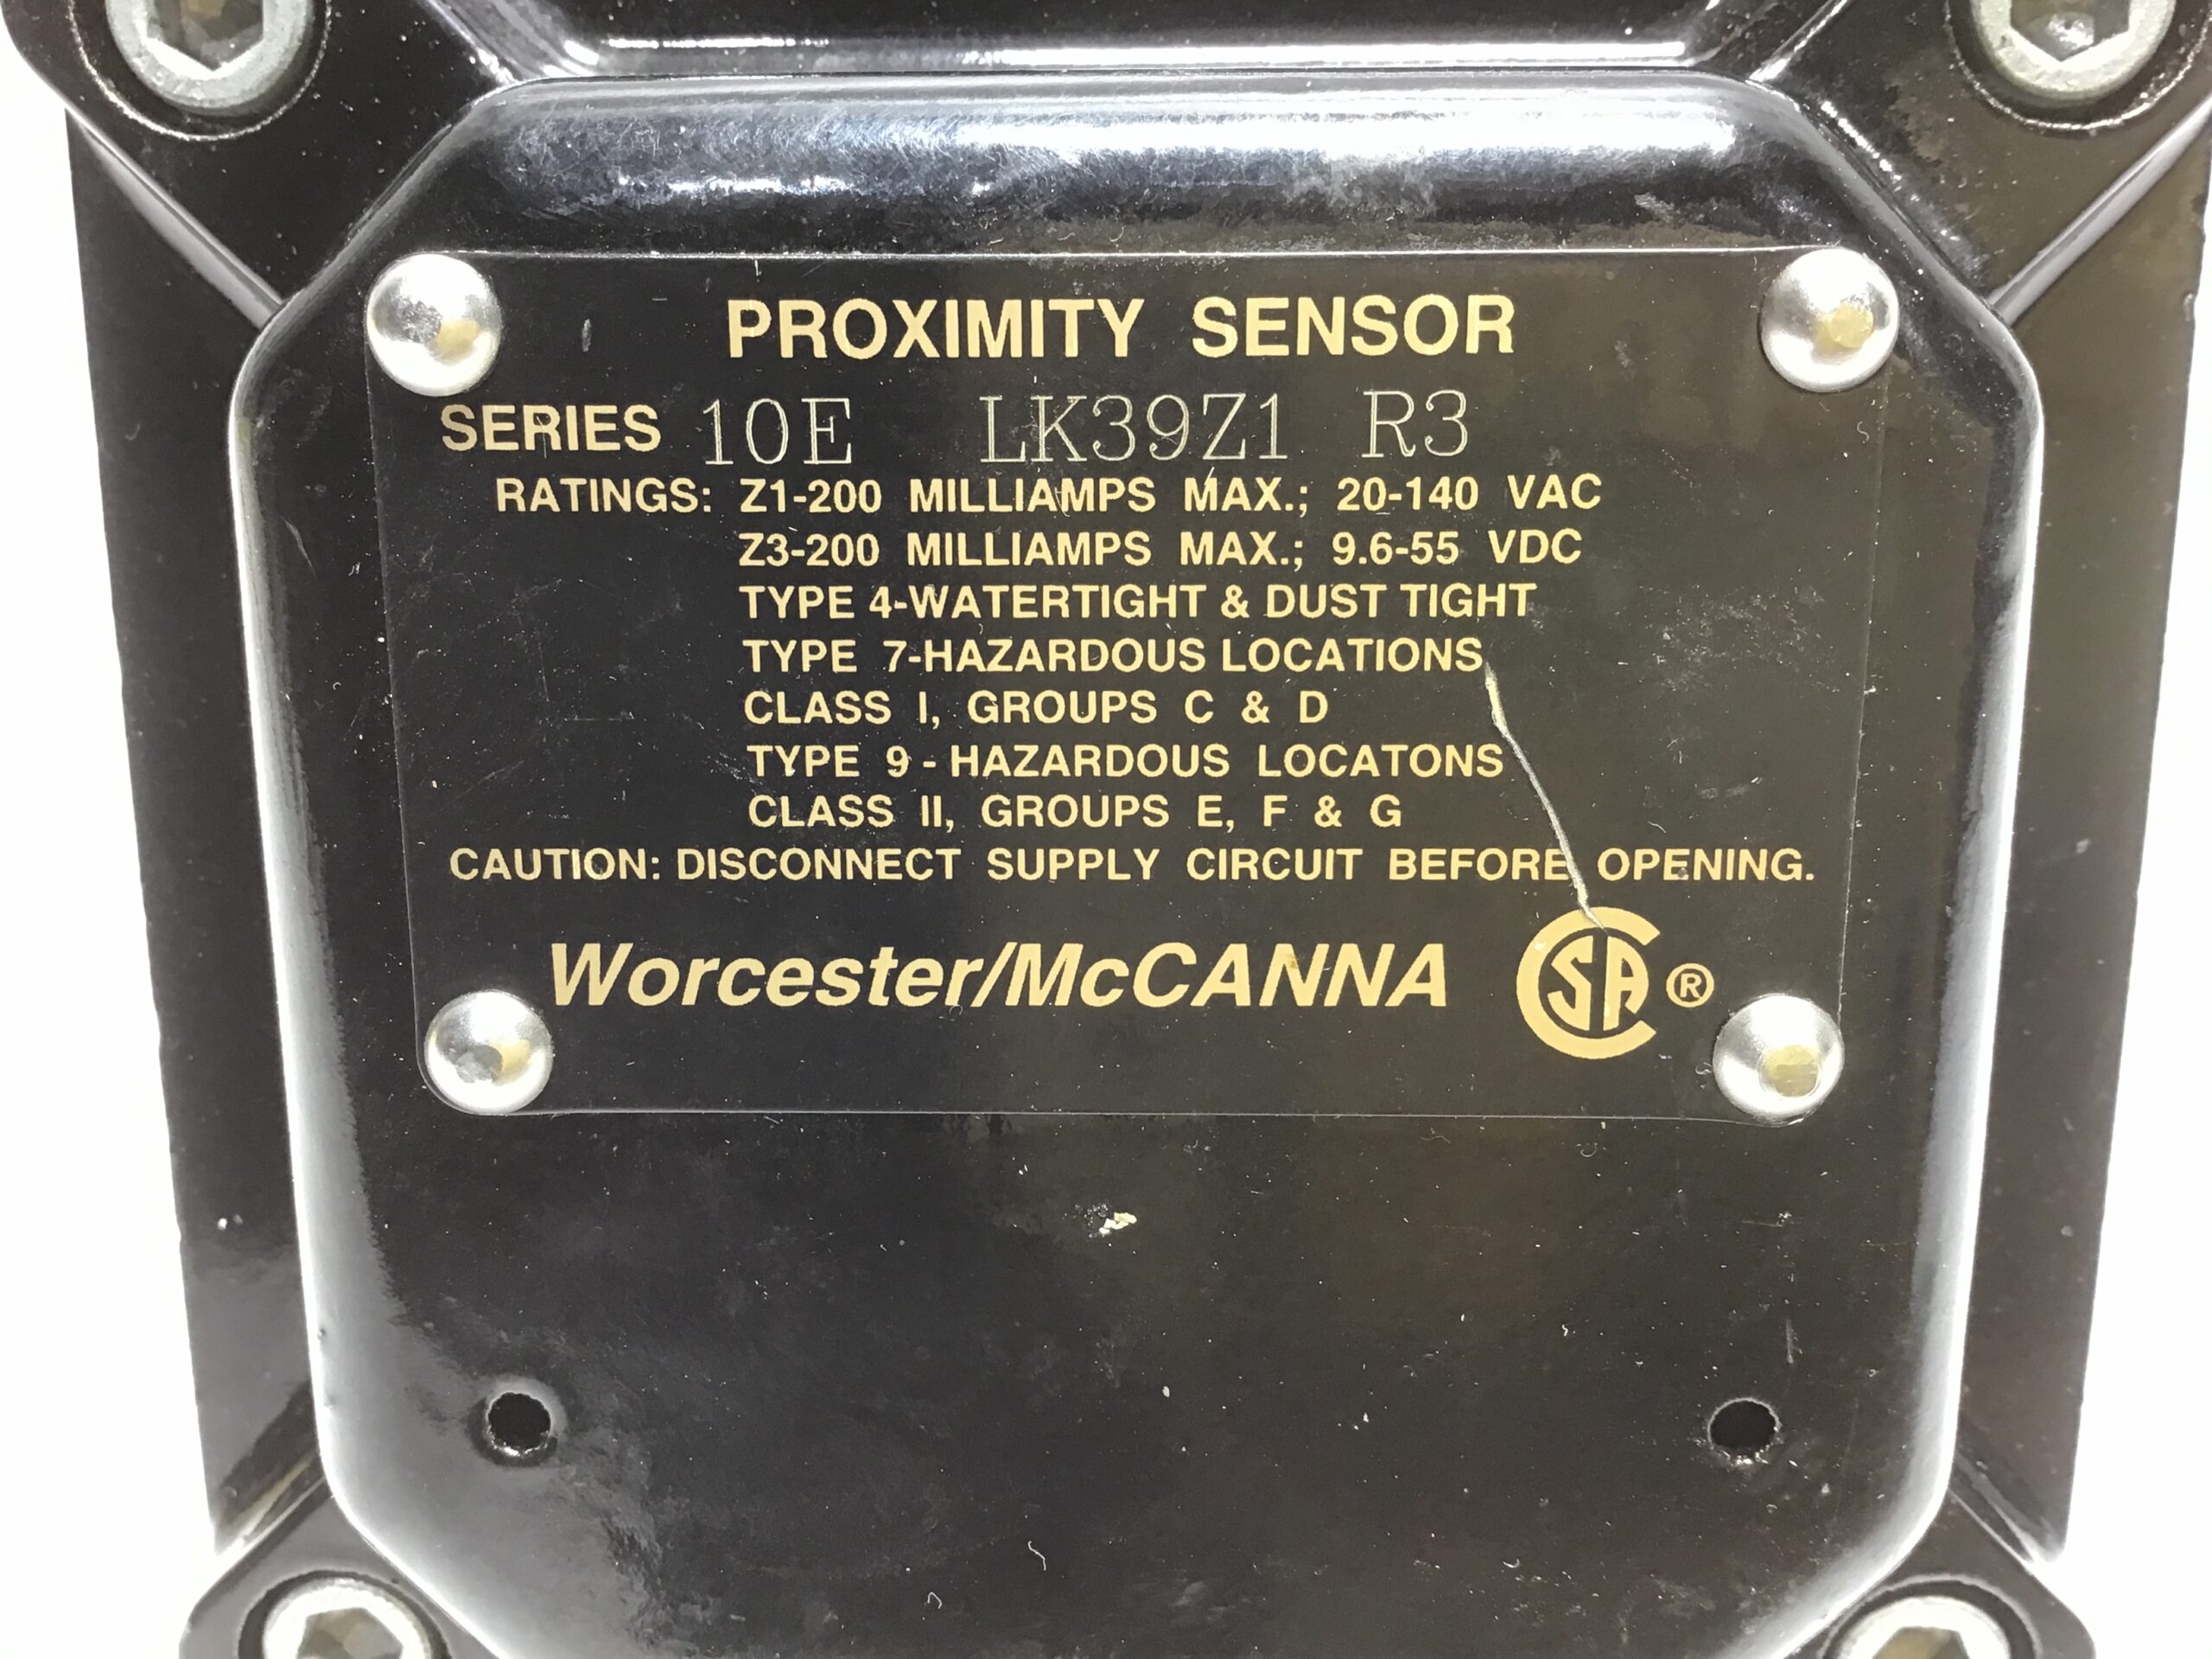 PROXIMITY SENSOR
SERIES 10E LK39Z1 R3
RATINGS: Z1-200 MILLIAMPS MAX.; 20-140 VAC
Z3-200 MILLIAMPS MAX.; 9.6-55 VDC
TYPE 4-WATERTIGHT & DUST TIGHT
TYPE 7-HAZARDOUS LOCATIONS
CLASS I, GROUPS C & D
TYPE 9 - HAZARDOUS LOCATONS
CLASS II, GROUPS E, F & G
CAUTION: DISCONNECT SUPPLY CIRCUIT BEFORE OPENING.
Worcester/McCANNA CSA ®